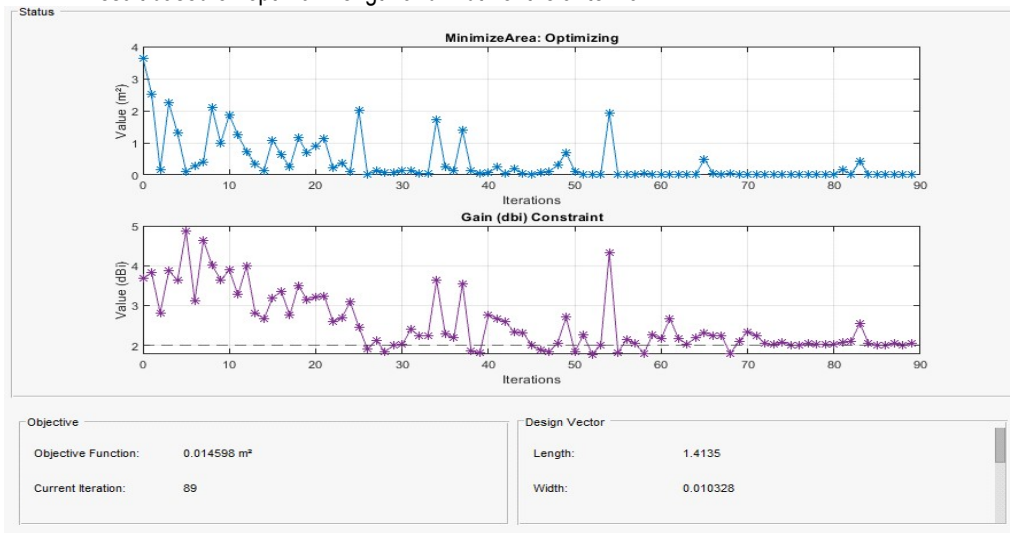 Status
MinimizeArea: Optimizing
Value (m²)
4
3
2
1
0
0 10 20 30 40 50 60 70 80 90
Iterations
Gain (dbi) Constraint
Value (dBi)
5
4
3
2
0 10 20 30 40 50 60 70 80 90
Iterations
Objective
Objective Function: 0.014598 m²
Current Iteration: 89
Design Vector
Length: 1.4135
Width: 0.010328